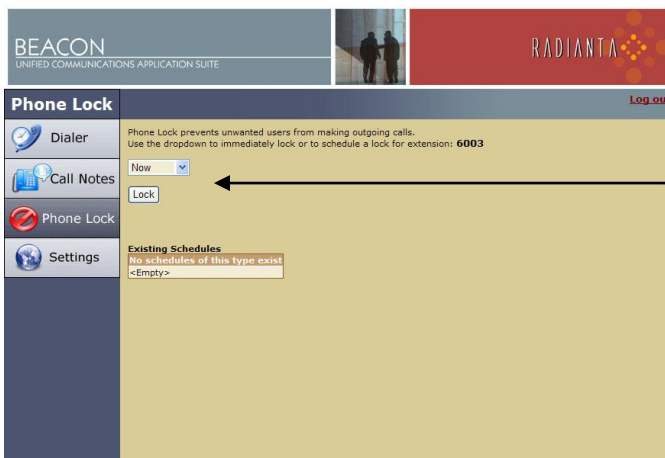 BEACON
UNIFIED COMMUNICATIONS APPLICATION SUITE
RADIANTA
Phone Lock
Log ou
Dialer
Call Notes
Phone Lock
Settings
Phone Lock prevents unwanted users from making outgoing calls.
Use the dropdown to immediately lock or to schedule a lock for extension: 6003
Now
Lock
Existing Schedules
No schedules of this type exist
<Empty>